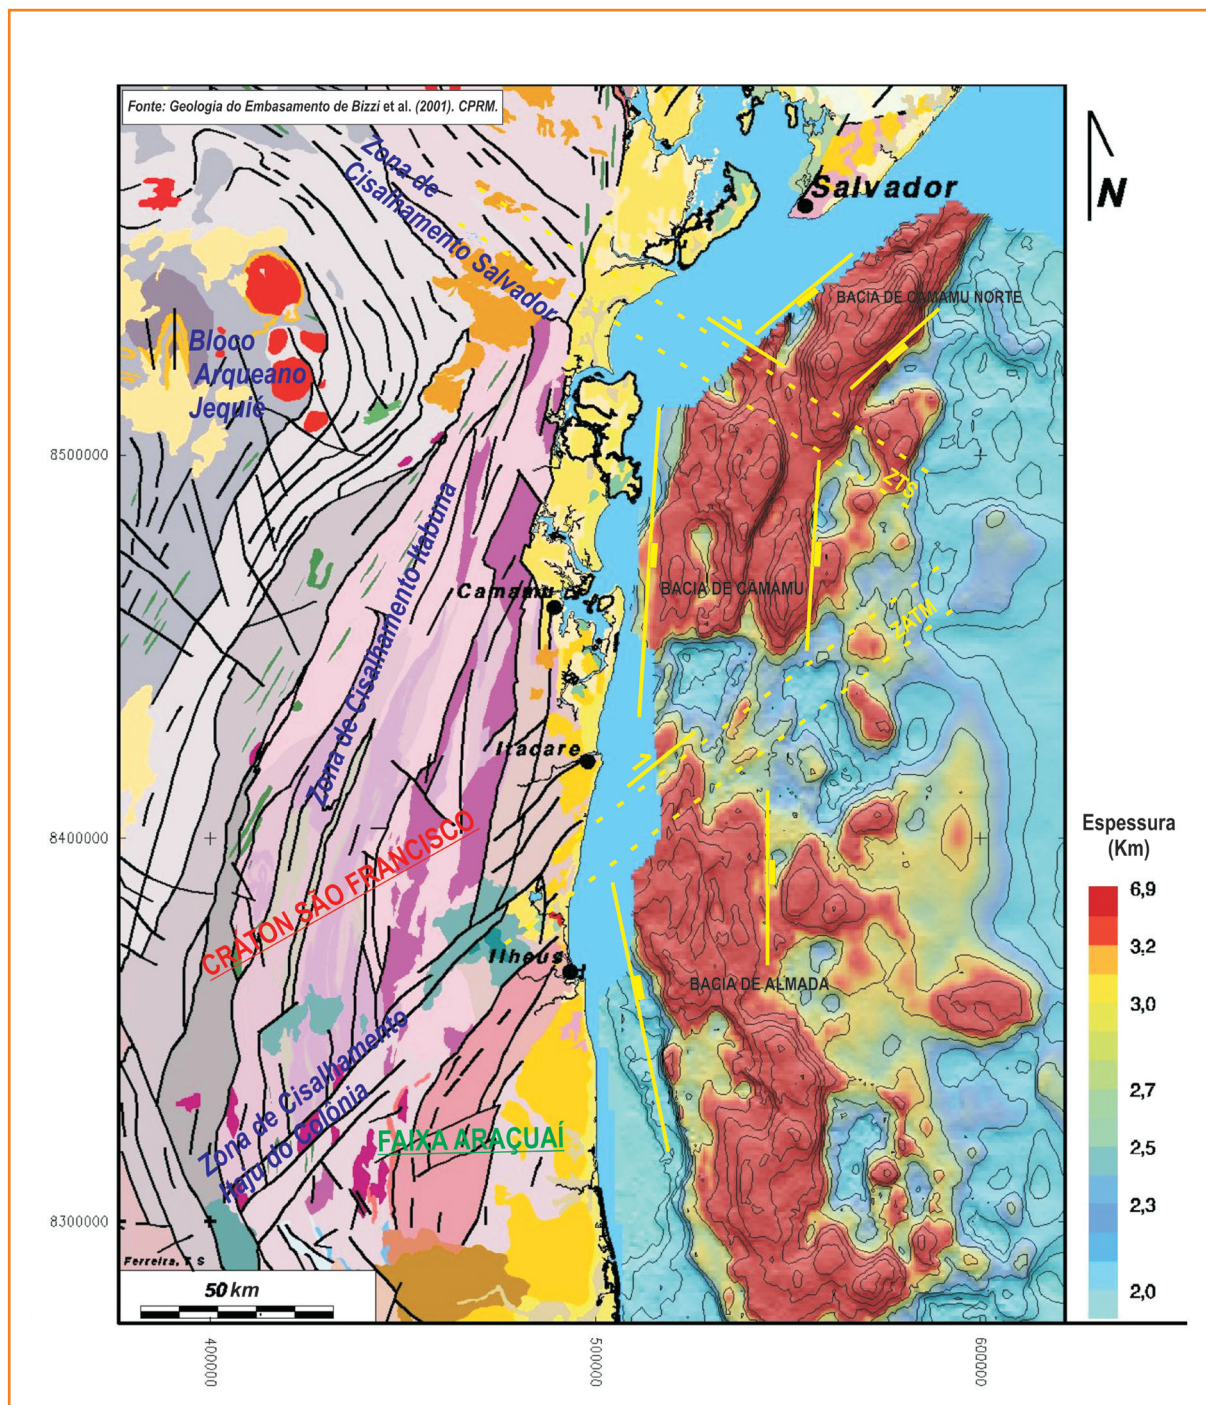 Fonte: Geologia do Embasamento de Bizzi et al. (2001). CPRM.
N
Salvador
Zona de
Cisalhamento Salvador
BACIA DE CAMAMU NORTE
Bloco
Arqueano
Jequié
8500000
ZTS
Zona de Cisalhamento Itabuna
Camamu
BACIA DE CAMAMU
ZATM
Itacare
8400000
Espessura
(Km)
CRÁTON SÃO FRANCISCO
6,9
3,2
3,0
2,7
2,5
2,3
2,0
Ilheus
BACIA DE ALMADA
Zona de Cisalhamento
Itaju do Colônia
FAIXA ARAÇUAÍ
8300000
Ferreira, T S
50 km
400000
500000
600000